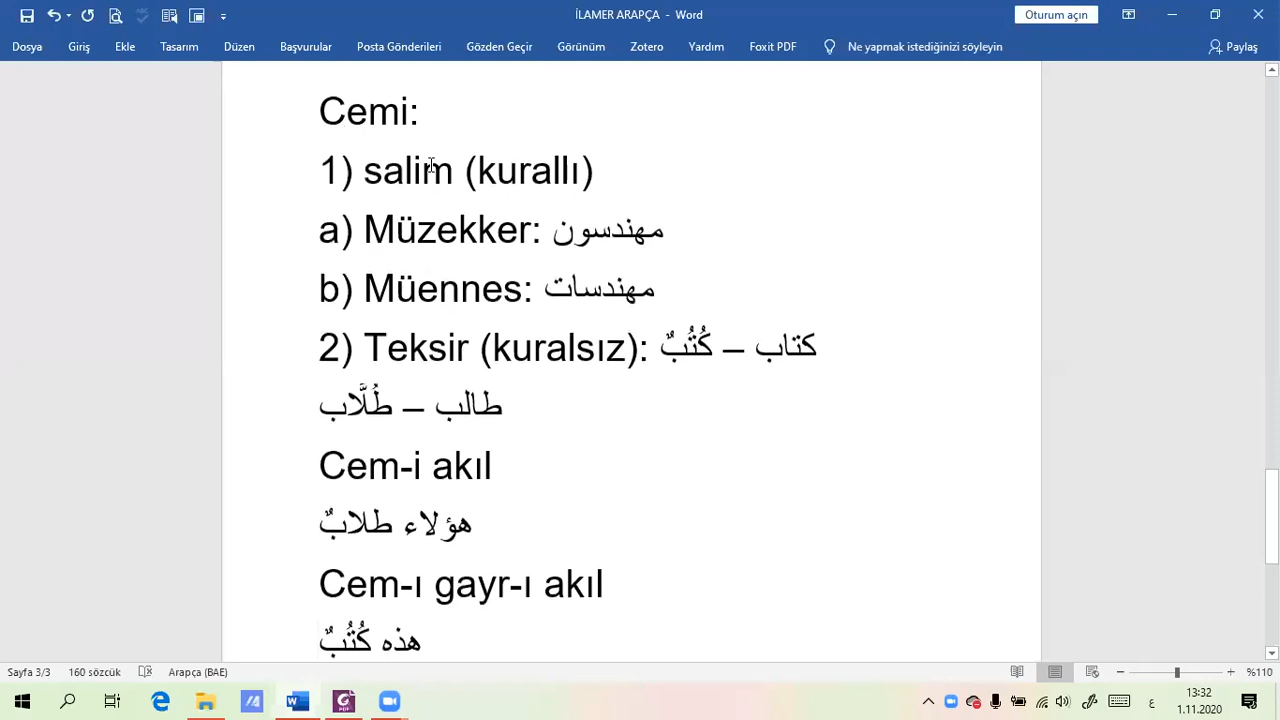 İLAMER ARAPÇA - Word
Oturum açın
Dosya Giriş Ekle Tasarım Düzen Başvurular Posta Gönderileri Gözden Geçir Görünüm Zotero Yardım Foxit PDF Ne yapmak istediğinizi söyleyin Paylaş
Cemi:
1) salim (kurallı)
a) Müzekker: مهندسون
b) Müennes: مهندسات
2) Teksir (kuralsız): كتاب – كُتُبٌ
طالب – طُلَّاب
Cem-i akıl
هؤلاء طلابٌ
Cem-ı gayr-ı akıl
هذه كُتُبٌ
Sayfa 3/3 160 sözcük Arapça (BAE) %110
PDF ع 13:32
1.11.2020